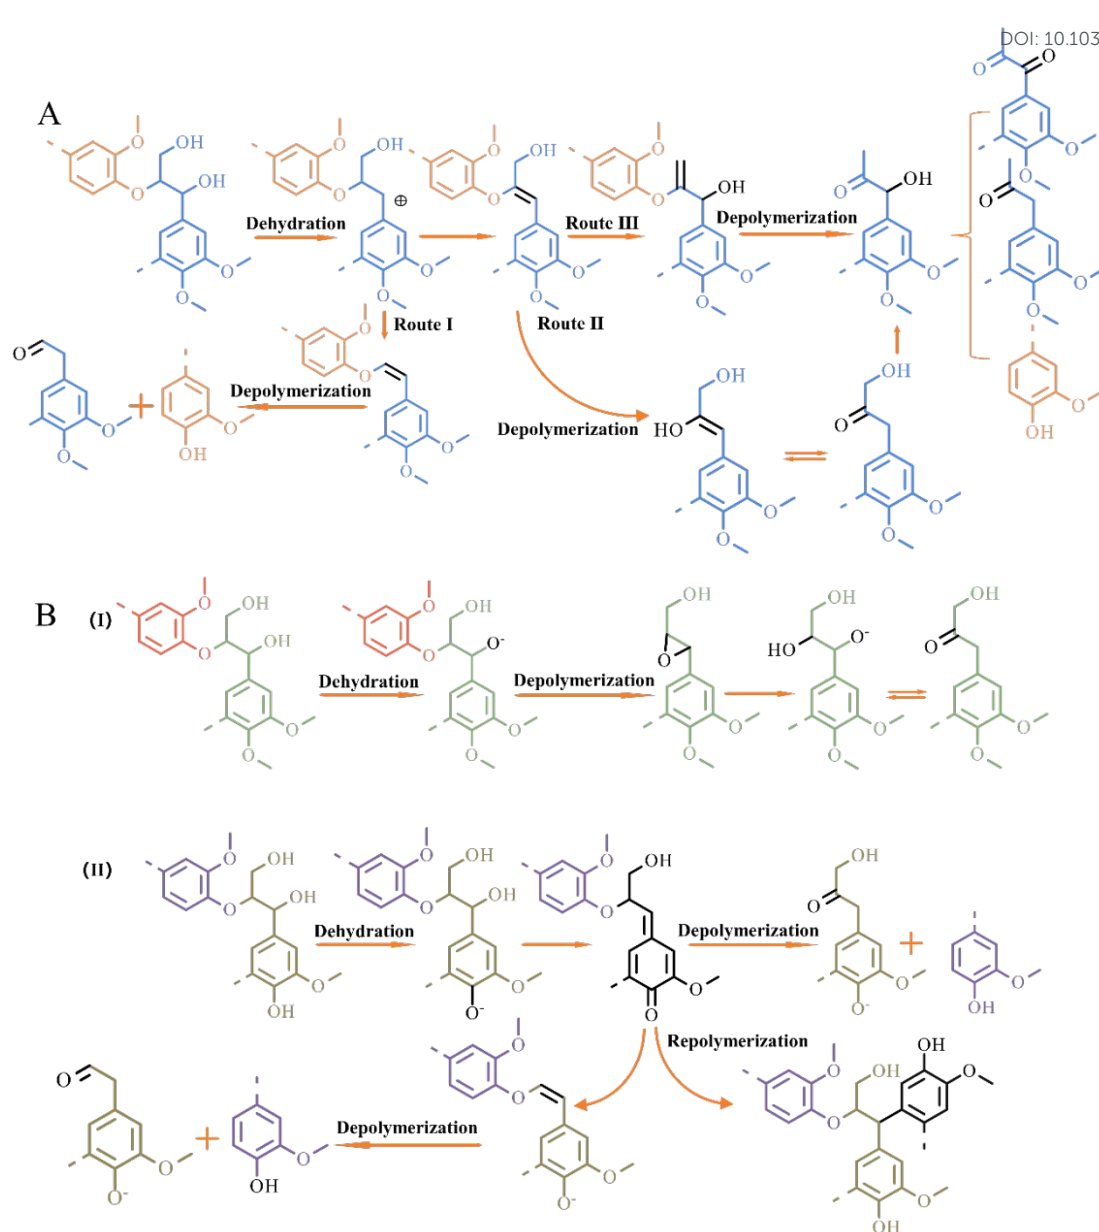 DOI: 10.103
A
Dehydration
Route III
Depolymerization
Route I
Route II
Depolymerization
Depolymerization
B
(I)
Dehydration
Depolymerization
(II)
Dehydration
Depolymerization
Repolymerization
Depolymerization